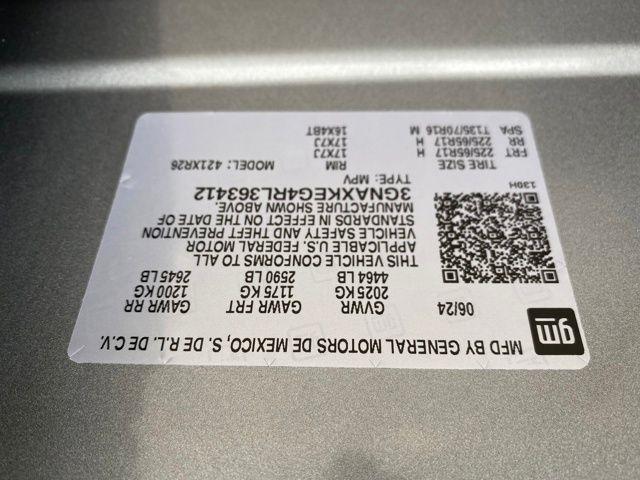 gm MFD BY GENERAL MOTORS DE MEXICO, S. DE R.L. DE C.V.
06/24 GVWR GAWR FRT GAWR RR
2025 KG 1175 KG 1200 KG
4464 LB 2590 LB 2645 LB
THIS VEHICLE CONFORMS TO ALL
APPLICABLE U.S. FEDERAL MOTOR
VEHICLE SAFETY AND THEFT PREVENTION
STANDARDS IN EFFECT ON THE DATE OF
MANUFACTURE SHOWN ABOVE.
3GNAXKEG4RL363412
130H TYPE: MPV
TIRE SIZE RIM MODEL: 421XR26
FRT 225/65R17 H 17X7J
RR 225/65R17 H 17X7J
SPA T135/70R16 M 16X4BT